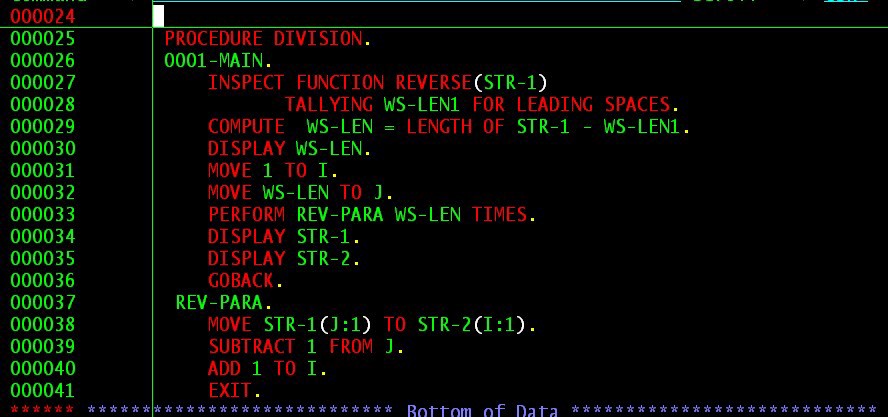 000024
000025 PROCEDURE DIVISION.
000026 0001-MAIN.
000027 INSPECT FUNCTION REVERSE(STR-1)
000028 TALLYING WS-LEN1 FOR LEADING SPACES.
000029 COMPUTE  WS-LEN = LENGTH OF STR-1 - WS-LEN1.
000030 DISPLAY WS-LEN.
000031 MOVE 1 TO I.
000032 MOVE WS-LEN TO J.
000033 PERFORM REV-PARA WS-LEN TIMES.
000034 DISPLAY STR-1.
000035 DISPLAY STR-2.
000036 GOBACK.
000037 REV-PARA.
000038 MOVE STR-1(J:1) TO STR-2(I:1).
000039 SUBTRACT 1 FROM J.
000040 ADD 1 TO I.
000041 EXIT.
****** **************************** Bottom of Data ****************************